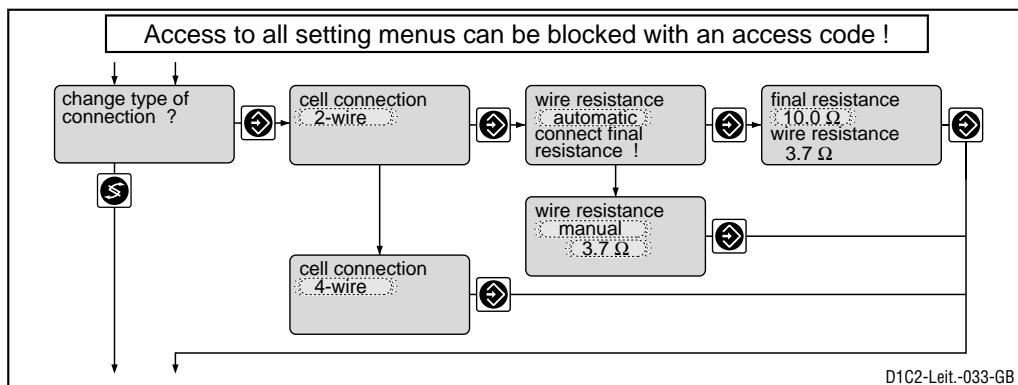 Access to all setting menus can be blocked with an access code !
change type of
connection ?
cell connection
2-wire
wire resistance
automatic
connect final
resistance !
final resistance
10.0 Ω
wire resistance
3.7 Ω
wire resistance
manual
3.7 Ω
cell connection
4-wire
D1C2-Leit.-033-GB